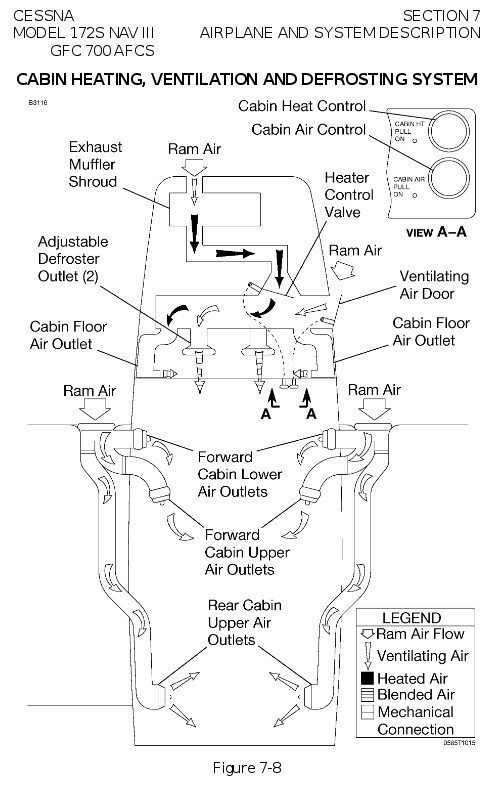 CESSNA
MODEL 172S NAV III
GFC 700 AFCS
SECTION 7
AIRPLANE AND SYSTEM DESCRIPTION
CABIN HEATING, VENTILATION AND DEFROSTING SYSTEM
B3116
Cabin Heat Control
Cabin Air Control
CABIN HT
PULL
ON
CABIN AIR
PULL
ON
VIEW A-A
Exhaust
Muffler
Shroud
Ram Air
Heater
Control
Valve
Adjustable
Defroster
Outlet (2)
Ram Air
Ventilating
Air Door
Cabin Floor
Air Outlet
Cabin Floor
Air Outlet
Ram Air
A
A
Ram Air
Forward
Cabin Lower
Air Outlets
Forward
Cabin Upper
Air Outlets
Rear Cabin
Upper Air
Outlets
LEGEND
Ram Air Flow
Ventilating Air
Heated Air
Blended Air
Mechanical
Connection
0585T1015
Figure 7-8